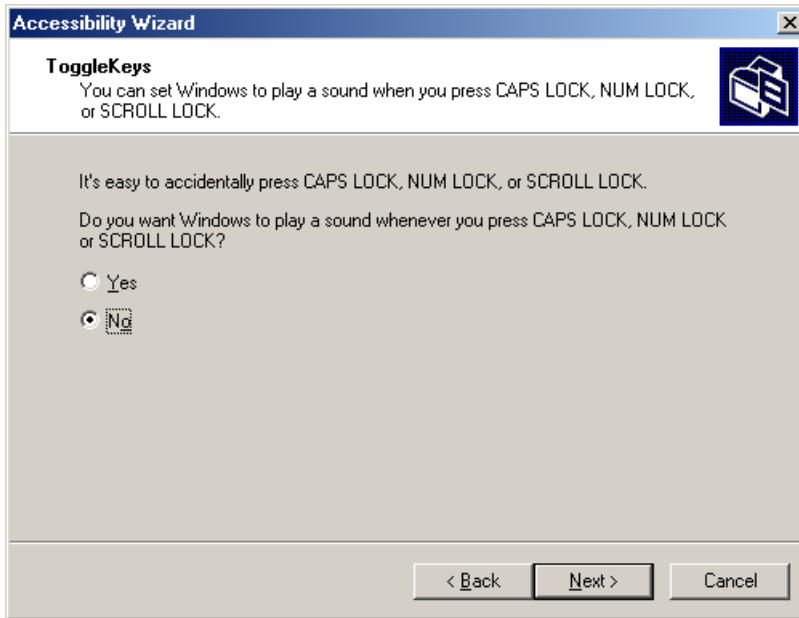 Accessibility Wizard
ToggleKeys
You can set Windows to play a sound when you press CAPS LOCK, NUM LOCK,
or SCROLL LOCK.
It's easy to accidentally press CAPS LOCK, NUM LOCK, or SCROLL LOCK.
Do you want Windows to play a sound whenever you press CAPS LOCK, NUM LOCK
or SCROLL LOCK?
Yes
No
< Back
Next >
Cancel